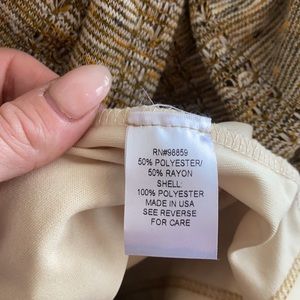 RN#98859
50% POLYESTER/
50% RAYON
SHELL
100% POLYESTER
MADE IN USA
SEE REVERSE
FOR CARE